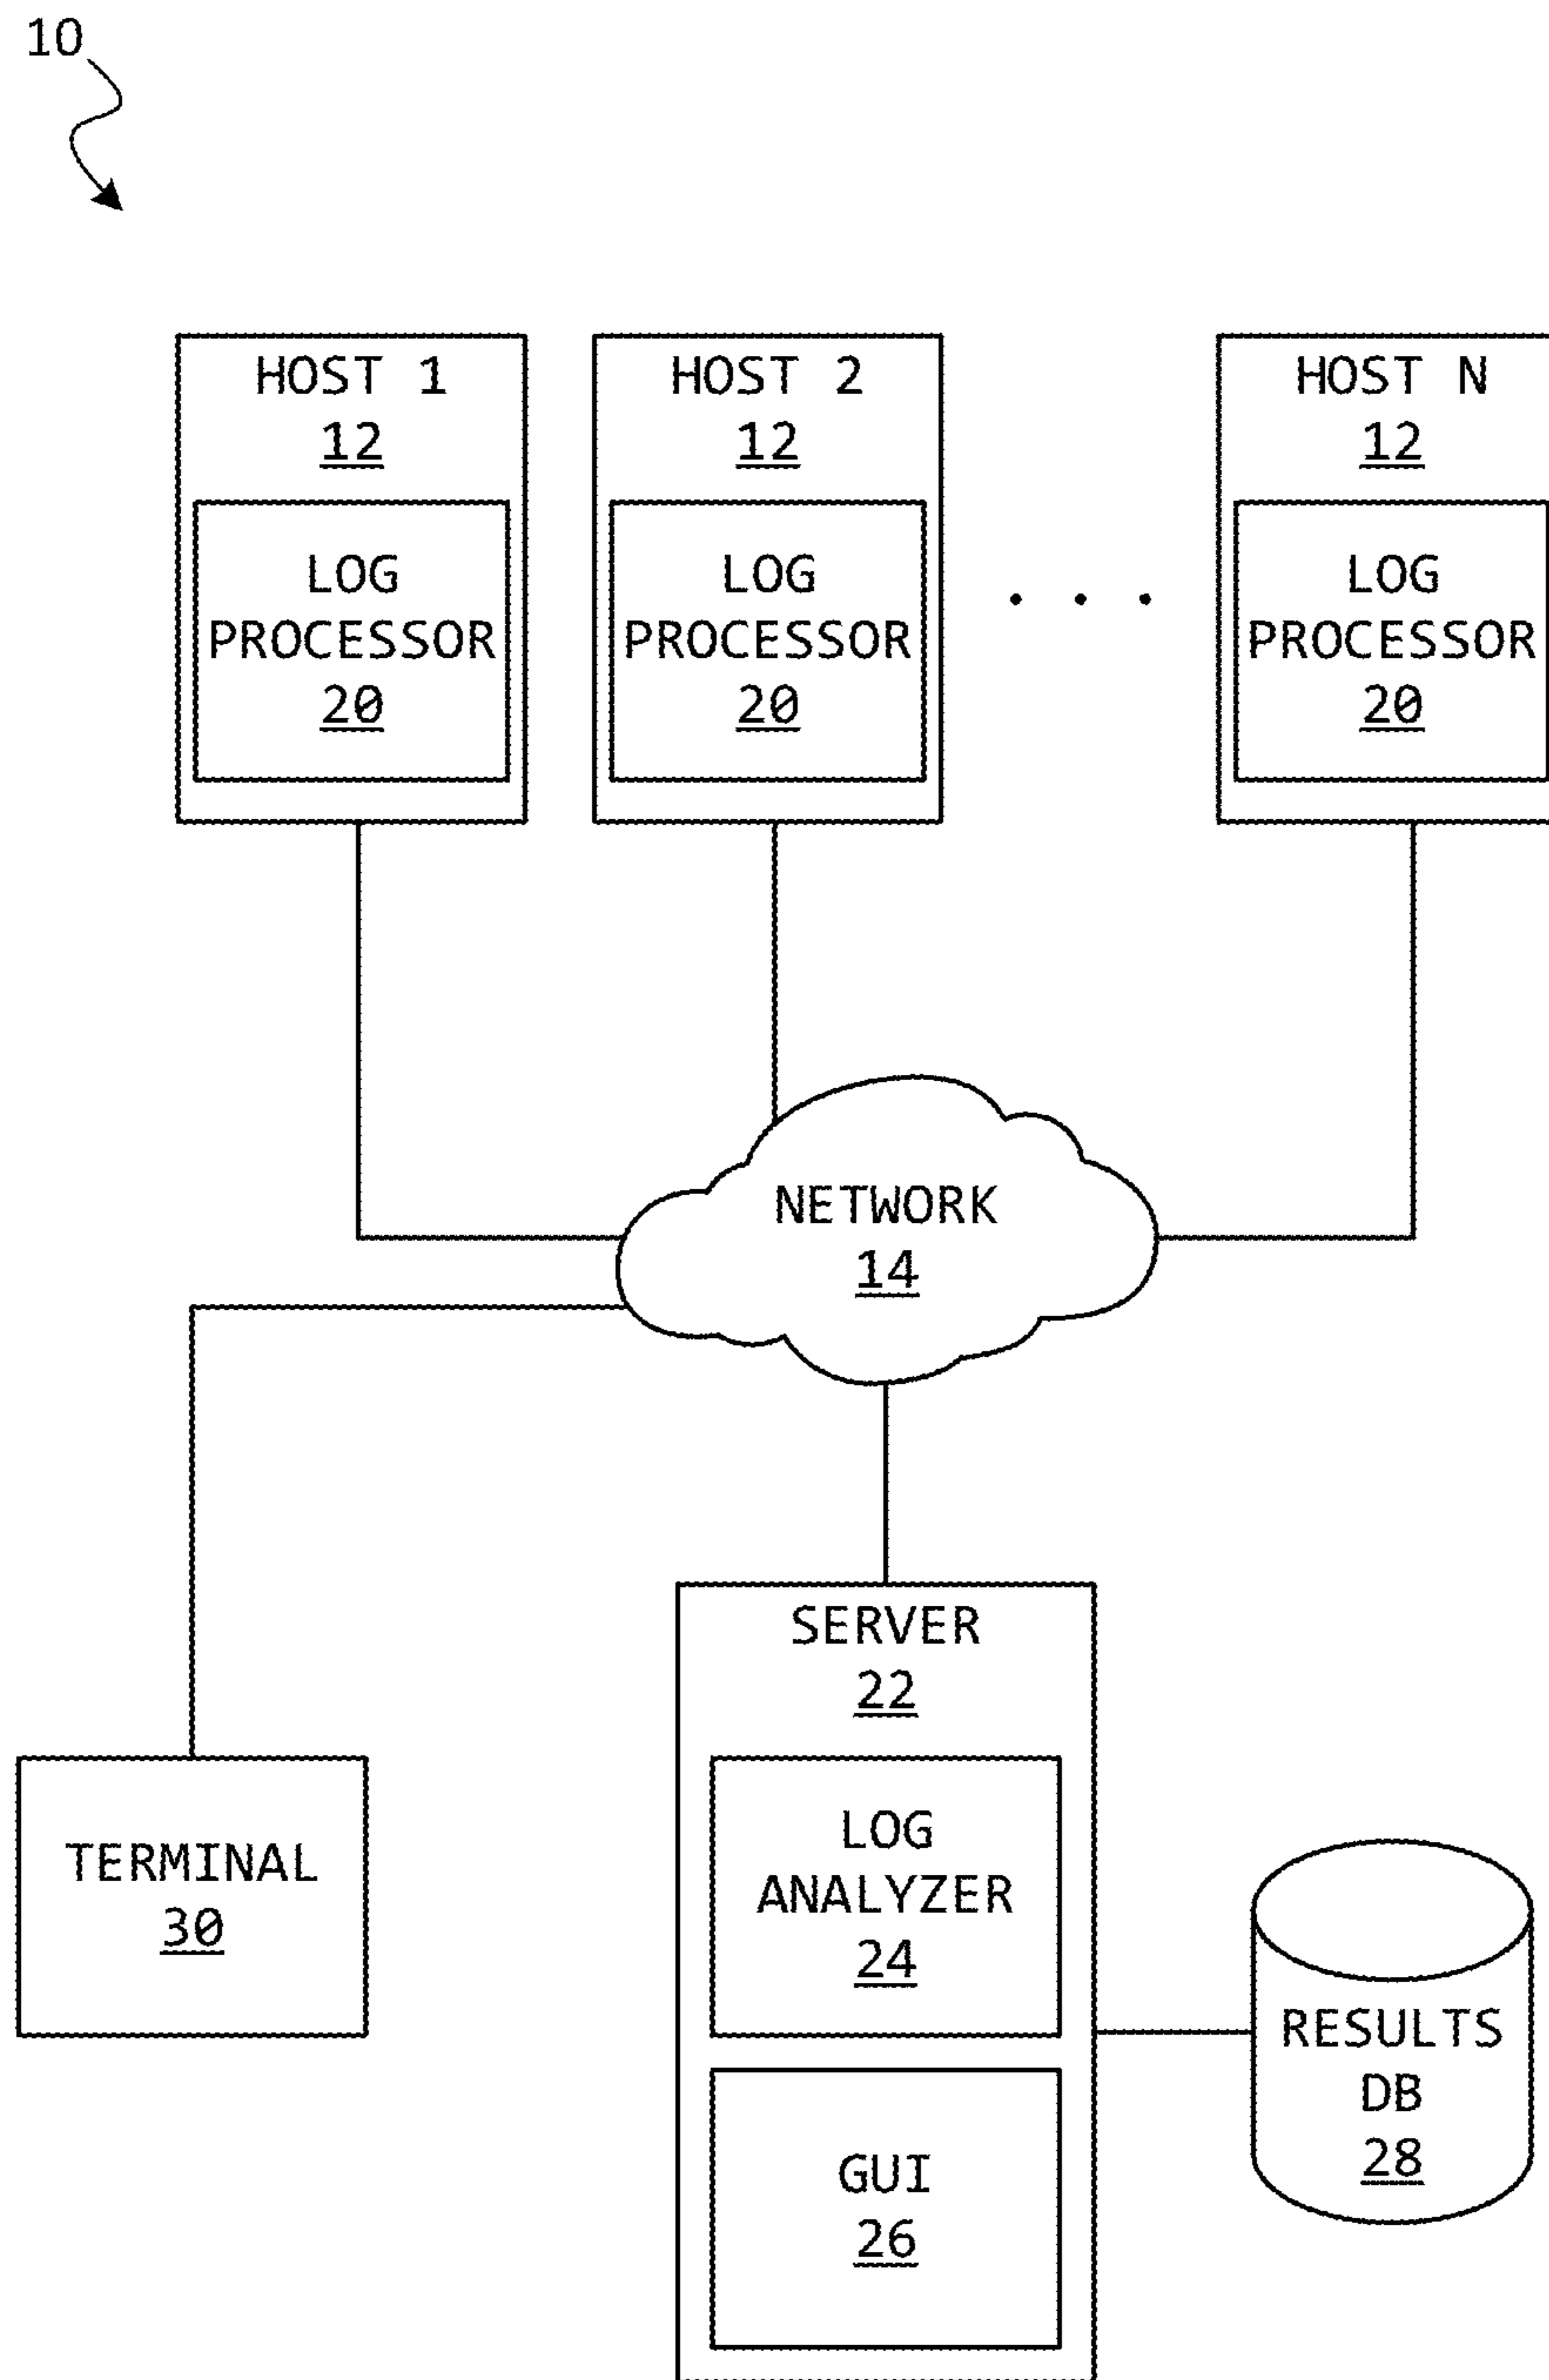 10
HOST 1
12
LOG
PROCESSOR
20
HOST 2
12
LOG
PROCESSOR
20
. . .
HOST N
12
LOG
PROCESSOR
20
NETWORK
14
SERVER
22
LOG
ANALYZER
24
GUI
26
TERMINAL
30
RESULTS
DB
28